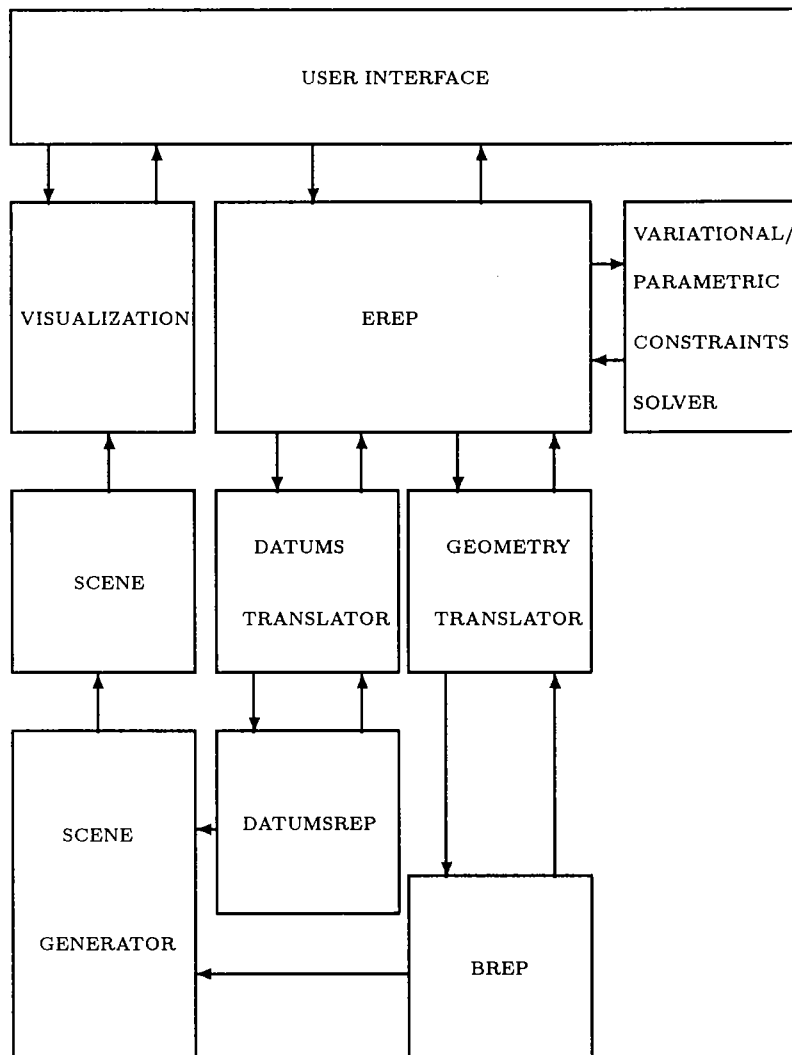 USER INTERFACE
VISUALIZATION
EREP
VARIATIONAL/
PARAMETRIC
CONSTRAINTS
SOLVER
SCENE
DATUMS
TRANSLATOR
GEOMETRY
TRANSLATOR
SCENE
GENERATOR
DATUMSREP
BREP